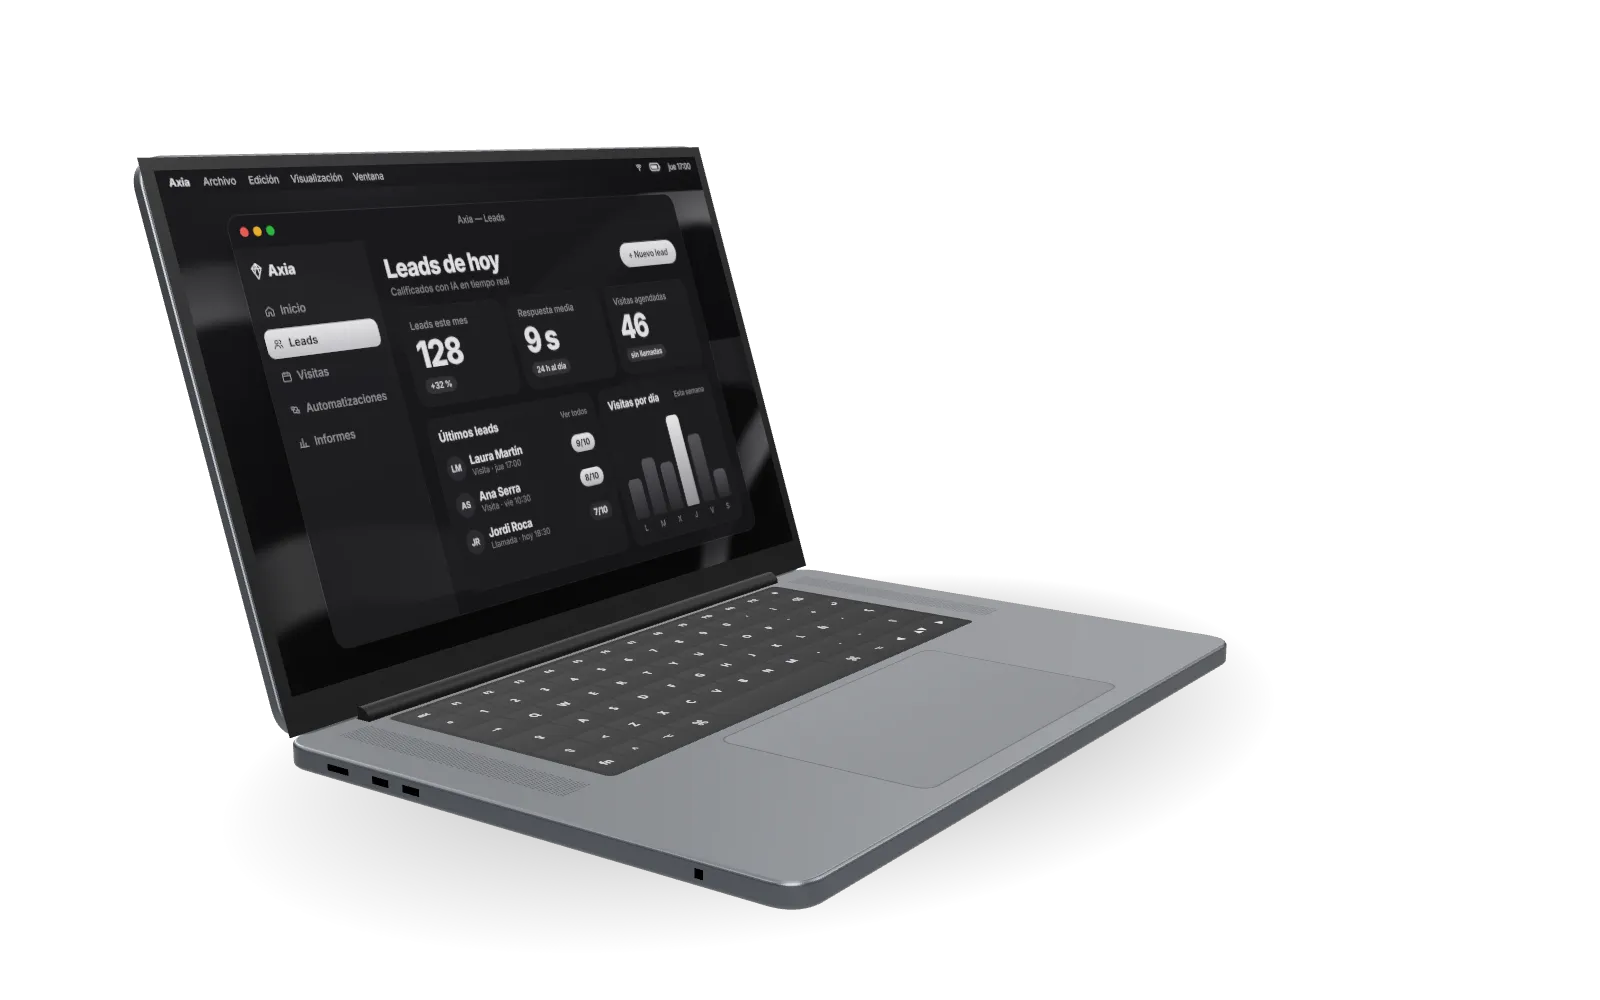 Axia Archivo Edición Visualización Ventana jue 17:00
Axia — Leads
Axia
Inicio
Leads
Visitas
Automatizaciones
Informes
Leads de hoy
Calificados con IA en tiempo real
+ Nuevo lead
Leads este mes
128
+32 %
Respuesta media
9 s
24 h al día
Visitas agendadas
46
sin llamadas
Últimos leads
Ver todos
LM
Laura Martín
Visita · jue 17:00
9/10
AS
Ana Serra
Visita · vie 10:30
8/10
JR
Jordi Roca
Llamada · hoy 18:30
7/10
Visitas por día
Esta semana
L M X J V S